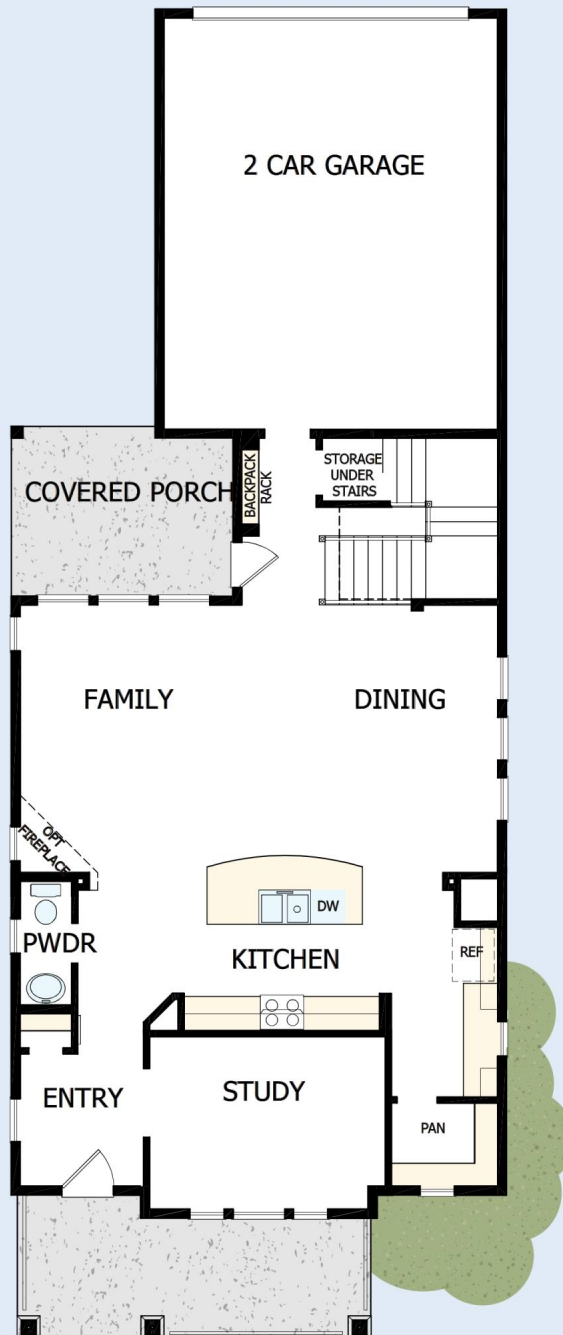 2 CAR GARAGE
STORAGE
UNDER
STAIRS
BACKPACK
RACK
COVERED PORCH
FAMILY
DINING
OPT
FIREPLACE
DW
PWDR
KITCHEN
REF
ENTRY
STUDY
PAN